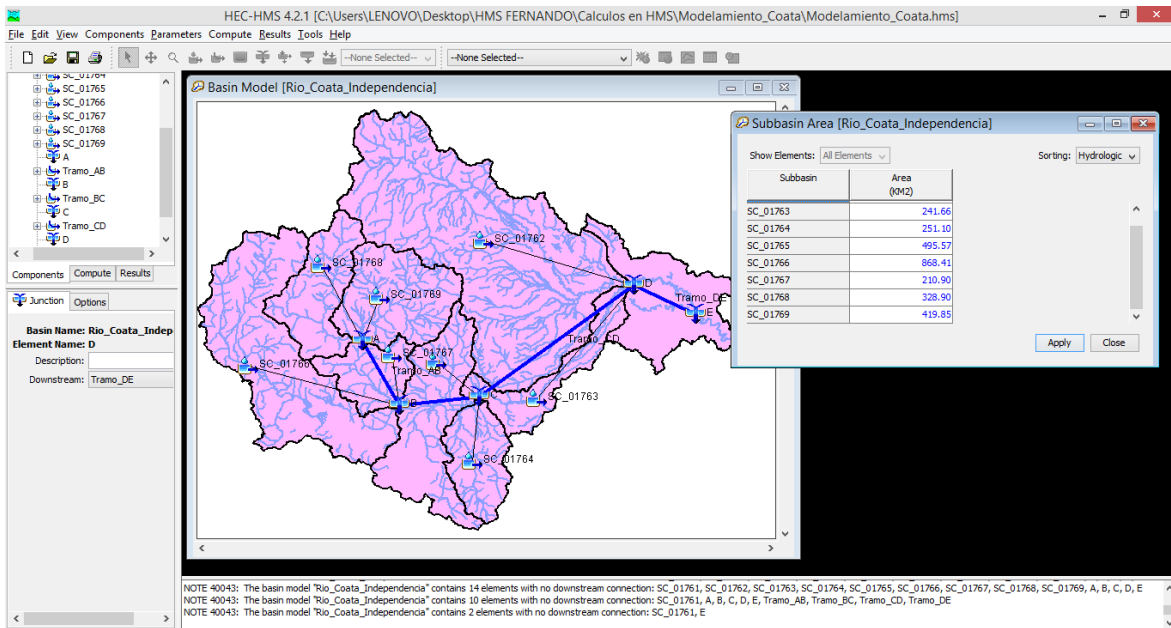 HEC-HMS 4.2.1 [C:\Users\LENOVO\Desktop\HMS FERNANDO\Calculos en HMS\Modelamiento_Coata\Modelamiento_Coata.hms]
File Edit View Components Parameters Compute Results Tools Help
--None Selected-- --None Selected--
SC_01764
SC_01765
SC_01766
SC_01767
SC_01768
SC_01769
A
Tramo_AB
B
Tramo_BC
C
Tramo_CD
D
Components Compute Results
Junction Options
Basin Name: Rio_Coata_Indep
Element Name: D
Description:
Downstream: Tramo_DE
Basin Model [Rio_Coata_Independencia]
SC_01762
SC_01768
D
SC_01769
Tramo_DE
E
A
Tramo_CD
SC_01767
SC_01766
Tramo_AB
C
SC_01763
B
SC_01764
Subbasin Area [Rio_Coata_Independencia]
Show Elements: All Elements Sorting: Hydrologic
Subbasin Area
(KM2)
SC_01763 241.66
SC_01764 251.10
SC_01765 495.57
SC_01766 868.41
SC_01767 210.90
SC_01768 328.90
SC_01769 419.85
Apply Close
NOTE 40043: The basin model "Rio_Coata_Independencia" contains 14 elements with no downstream connection: SC_01761, SC_01762, SC_01763, SC_01764, SC_01765, SC_01766, SC_01767, SC_01768, SC_01769, A, B, C, D, E
NOTE 40043: The basin model "Rio_Coata_Independencia" contains 10 elements with no downstream connection: SC_01761, A, B, C, D, E, Tramo_AB, Tramo_BC, Tramo_CD, Tramo_DE
NOTE 40043: The basin model "Rio_Coata_Independencia" contains 2 elements with no downstream connection: SC_01761, E